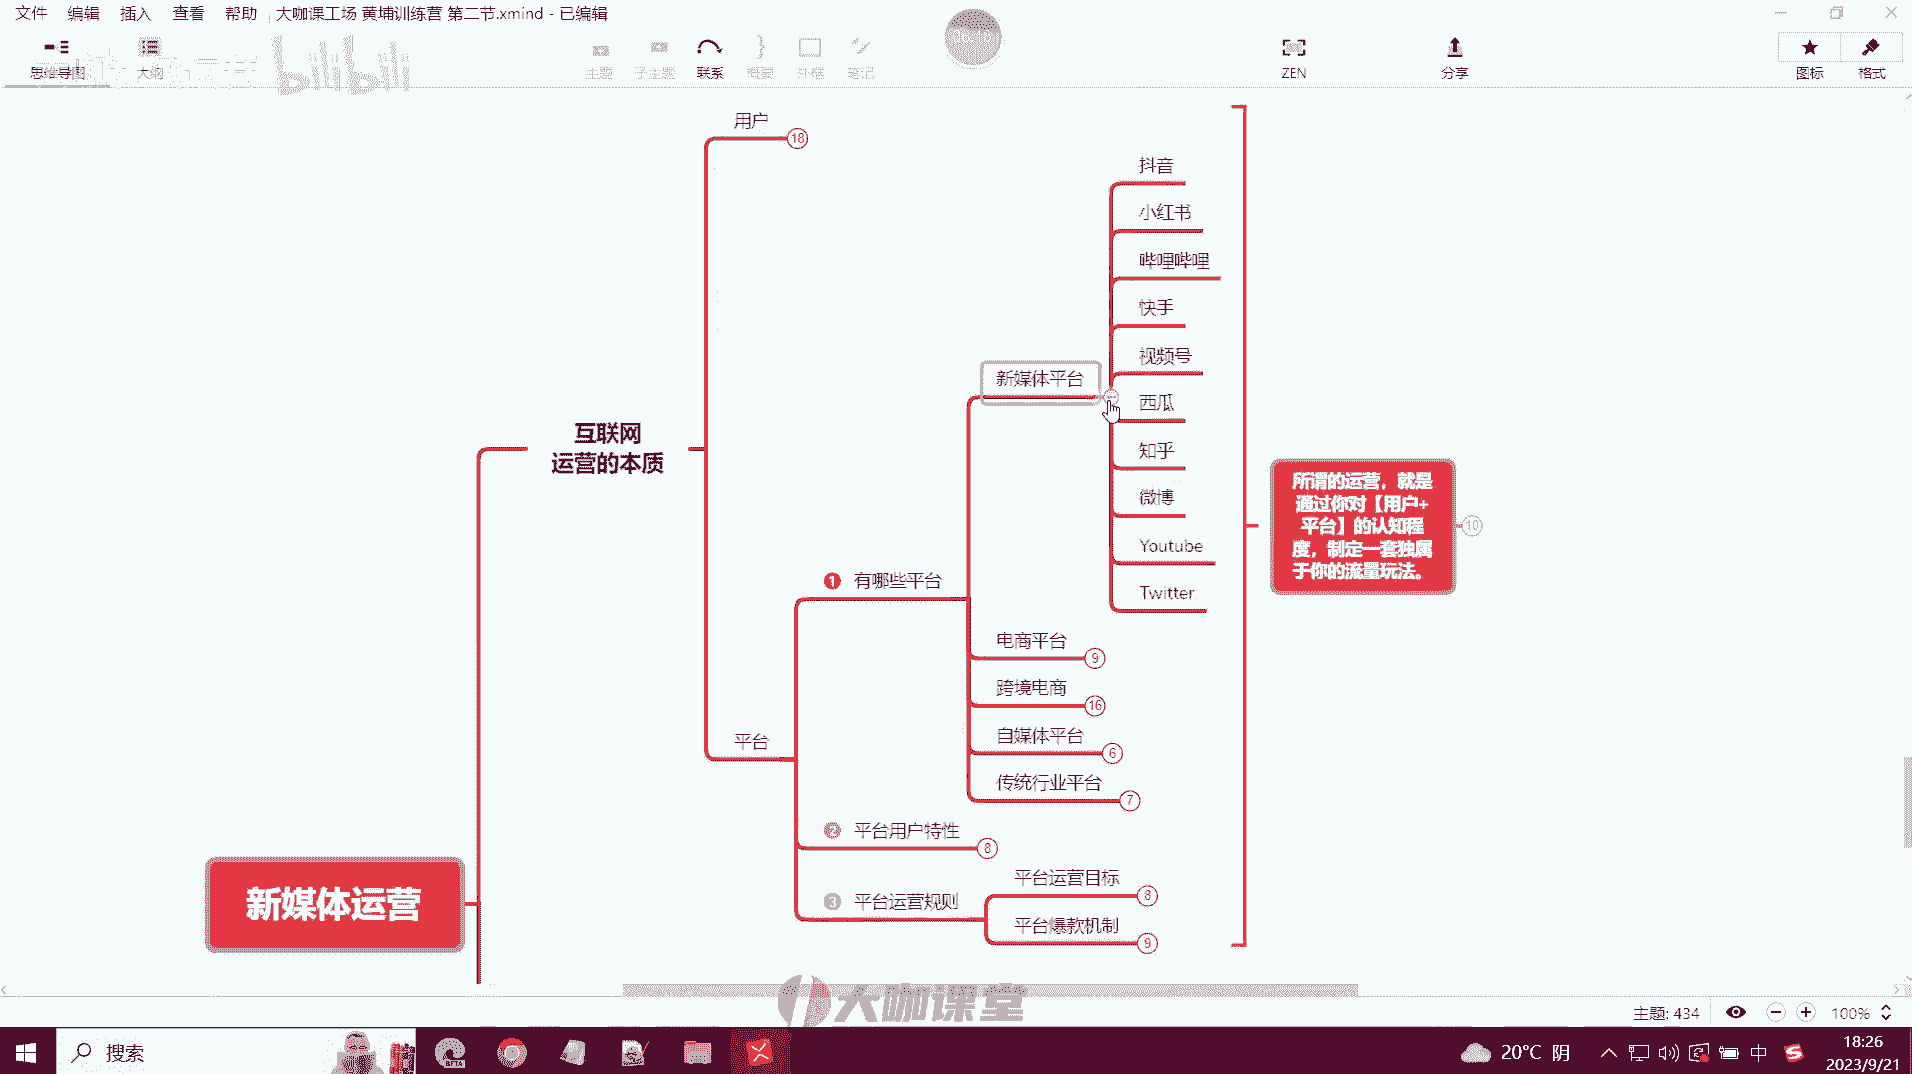 文件 编辑 插入 查看 帮助 大咖课工场 黄埔训练营 第二节.xmind - 已编辑
思维导图 大纲 主题 子主题 联系 概要 外框 笔记 ZEN 分享 图标 格式
bilibili
用户 18
抖音
小红书
哔哩哔哩
快手
视频号
新媒体平台
西瓜
知乎
微博
Youtube
Twitter
互联网
运营的本质
所谓的运营，就是
通过你对【用户+
平台】的认知程
度，制定一套独属
于你的流量玩法。
10
1 有哪些平台
电商平台 9
跨境电商 16
自媒体平台 6
传统行业平台 7
平台
2 平台用户特性 8
3 平台运营规则
平台运营目标 8
平台爆款机制 9
新媒体运营
大咖课堂
主题: 434 100%
搜索
BETA
20°C 阴
中
18:26
2023/9/21